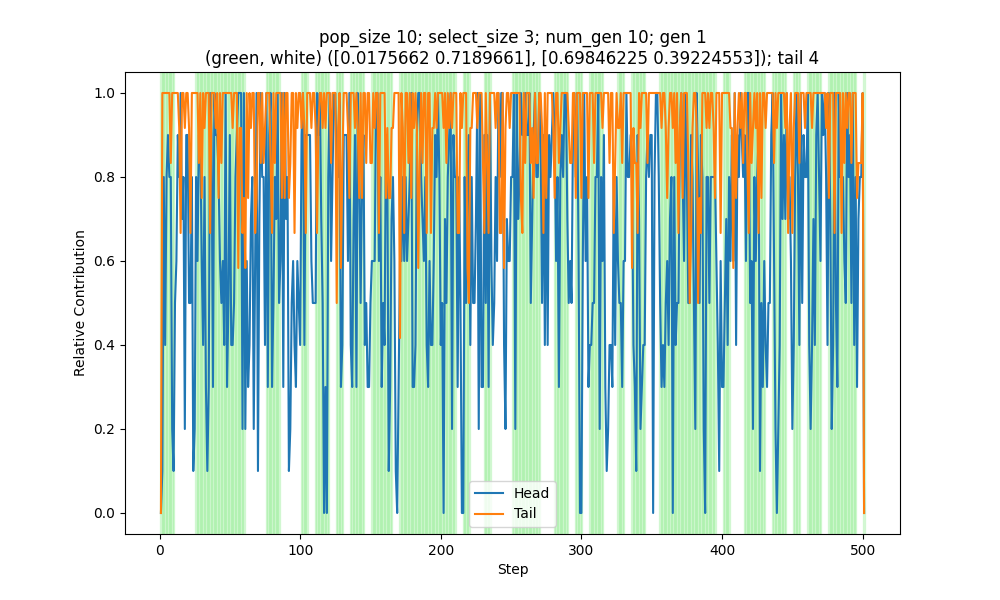 pop_size 10; select_size 3; num_gen 10; gen 1
(green, white) ([0.0175662 0.7189661], [0.69846225 0.39224553]); tail 4
Relative Contribution
1.0
0.8
0.6
0.4
0.2
0.0
Head
Tail
0 100 200 300 400 500
Step